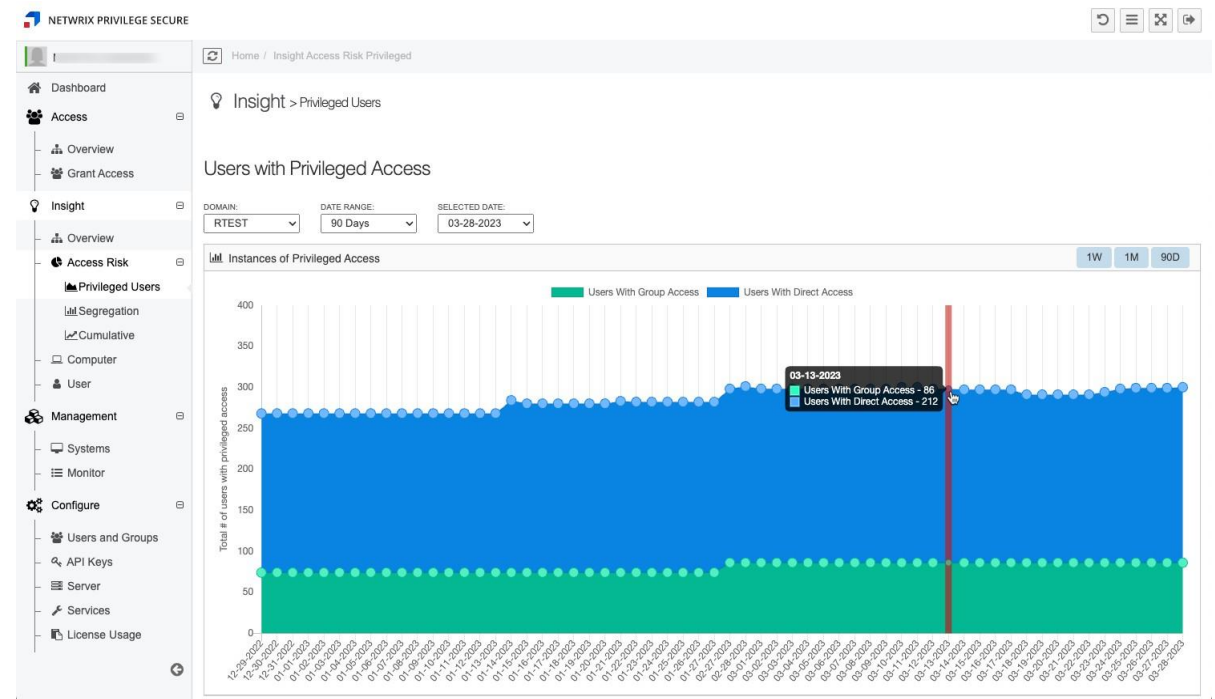 NETWRIX PRIVILEGE SECURE
Home / Insight Access Risk Privileged
Dashboard
Access
Overview
Grant Access
Insight
Overview
Access Risk
Privileged Users
Segregation
Cumulative
Computer
User
Management
Systems
Monitor
Configure
Users and Groups
API Keys
Server
Services
License Usage
Insight > Privileged Users
Users with Privileged Access
DOMAIN: DATE RANGE: SELECTED DATE:
RTEST 90 Days 03-28-2023
Instances of Privileged Access 1W 1M 90D
Users With Group Access Users With Direct Access
Total # of users with privileged access
400
350
300
250
200
150
100
50
0
03-13-2023
Users With Group Access - 86
Users With Direct Access - 212
12-29-2022
12-30-2022
12-31-2022
01-01-2023
01-02-2023
01-03-2023
01-04-2023
01-05-2023
01-06-2023
01-07-2023
01-08-2023
01-09-2023
01-10-2023
01-11-2023
01-12-2023
01-13-2023
01-14-2023
01-15-2023
01-16-2023
01-17-2023
01-18-2023
01-19-2023
01-20-2023
01-21-2023
01-22-2023
01-23-2023
01-24-2023
01-25-2023
01-26-2023
01-27-2023
02-27-2023
02-28-2023
03-01-2023
03-02-2023
03-03-2023
03-04-2023
03-05-2023
03-06-2023
03-07-2023
03-08-2023
03-09-2023
03-10-2023
03-11-2023
03-12-2023
03-13-2023
03-14-2023
03-15-2023
03-16-2023
03-17-2023
03-18-2023
03-19-2023
03-20-2023
03-21-2023
03-22-2023
03-23-2023
03-24-2023
03-25-2023
03-26-2023
03-27-2023
03-28-2023